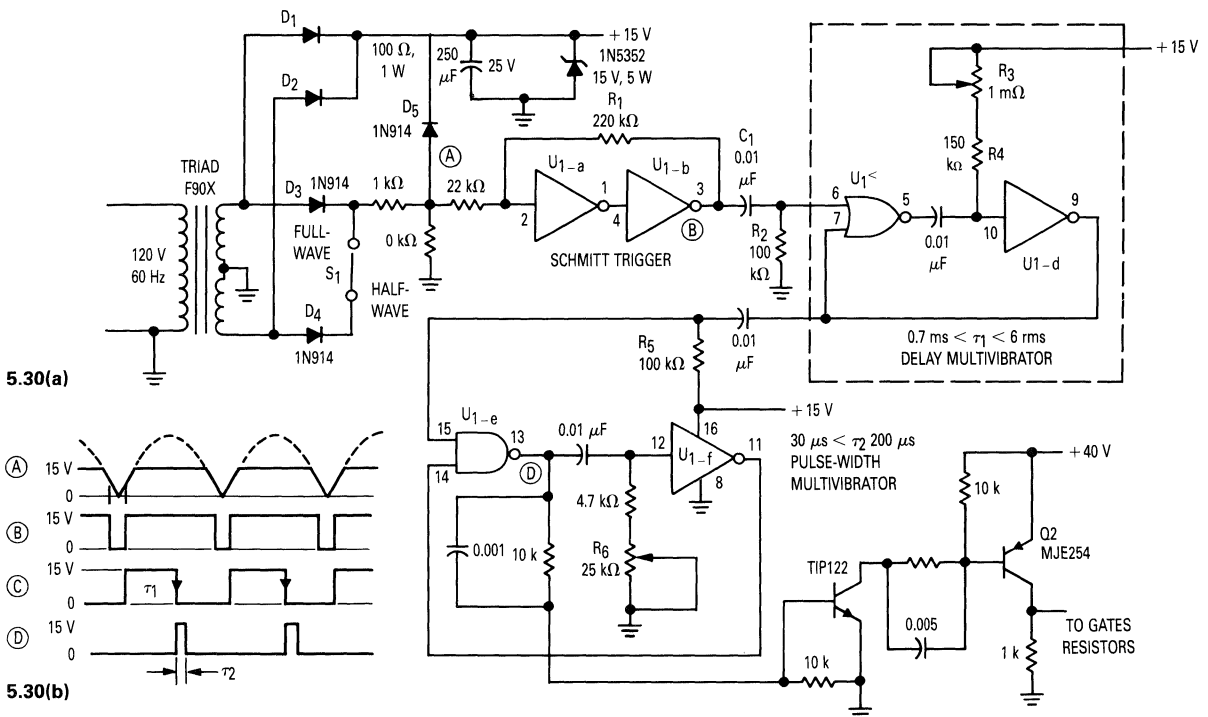 D1
D2
100 Ω,
1 W
250
μF
25 V
+ 15 V
1N5352
15 V, 5 W
D5
1N914
R1
220 kΩ
+ 15 V
R3
1 mΩ
150
kΩ
R4
TRIAD
F90X
120 V
60 Hz
D3
1N914
FULL-
WAVE
S1
HALF-
WAVE
D4
1N914
1 kΩ
A
0 kΩ
22 kΩ
U1-a
2
1
U1-b
4
3
B
SCHMITT TRIGGER
C1
0.01
μF
R2
100
kΩ
U1<
6
7
5
0.01
μF
10
9
U1-d
0.7 ms < τ1 < 6 rms
DELAY MULTIVIBRATOR
5.30(a)
R5
100 kΩ
0.01
μF
+ 15 V
U1-e
15
14
13
D
0.01 μF
12
16
U1-f
11
8
30 μs < τ2 200 μs
PULSE-WIDTH
MULTIVIBRATOR
0.001
10 k
4.7 kΩ
R6
25 kΩ
TIP122
10 k
0.005
10 k
+ 40 V
Q2
MJE254
1 k
TO GATES
RESISTORS
A
15 V
0
B
15 V
0
C
15 V
0
τ1
D
15 V
0
τ2
5.30(b)